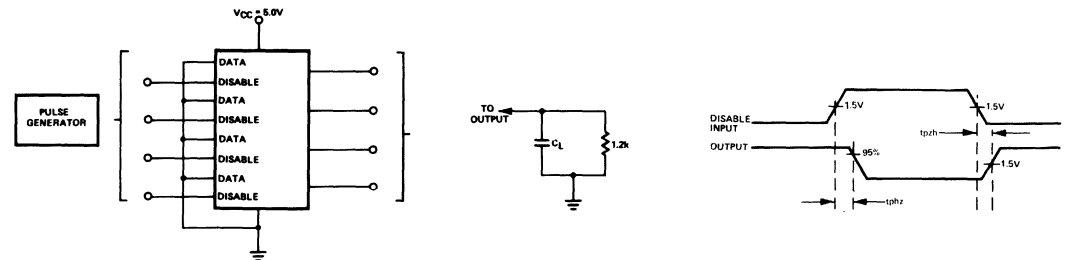 VCC = 5.0V
PULSE
GENERATOR
DATA
DISABLE
DATA
DISABLE
DATA
DISABLE
DATA
DISABLE
TO
OUTPUT
CL
1.2k
DISABLE
INPUT
1.5V
1.5V
tpzh
OUTPUT
95%
1.5V
tphz